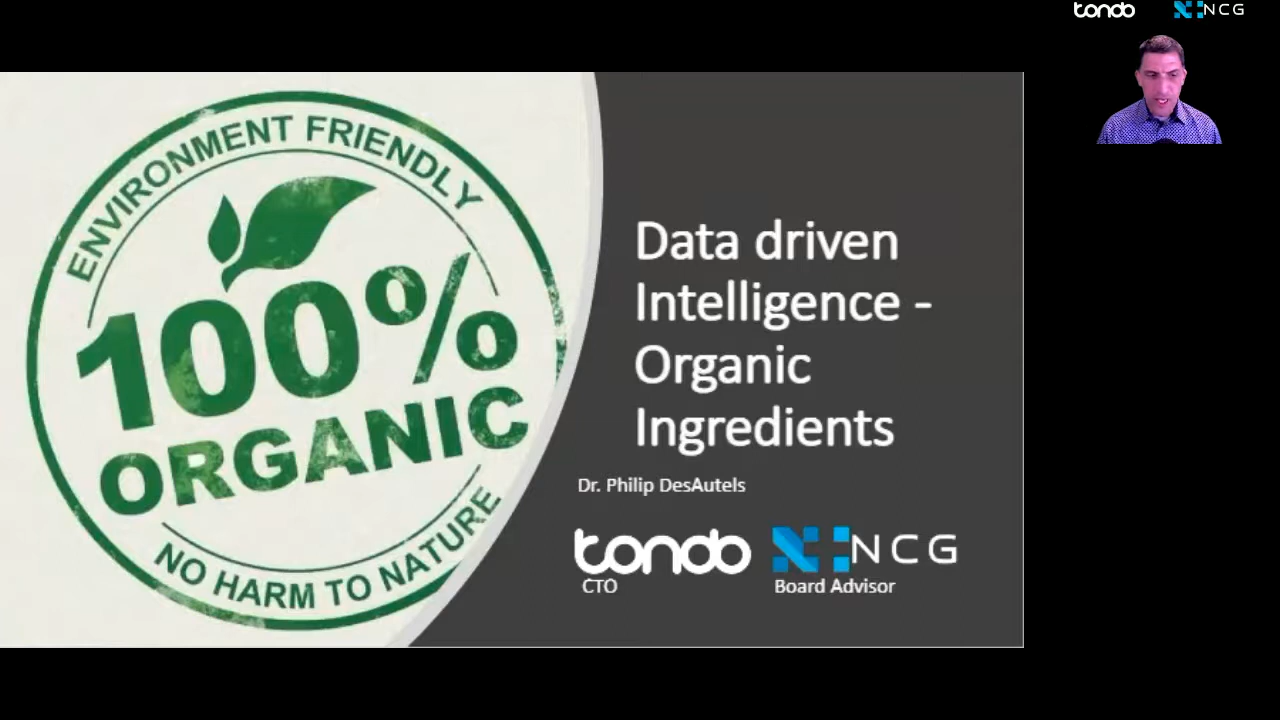 tondo NCG
ENVIRONMENT FRIENDLY
100%
ORGANIC
NO HARM TO NATURE
Data driven
Intelligence -
Organic
Ingredients
Dr. Philip DesAutels
tondo NCG
CTO Board Advisor